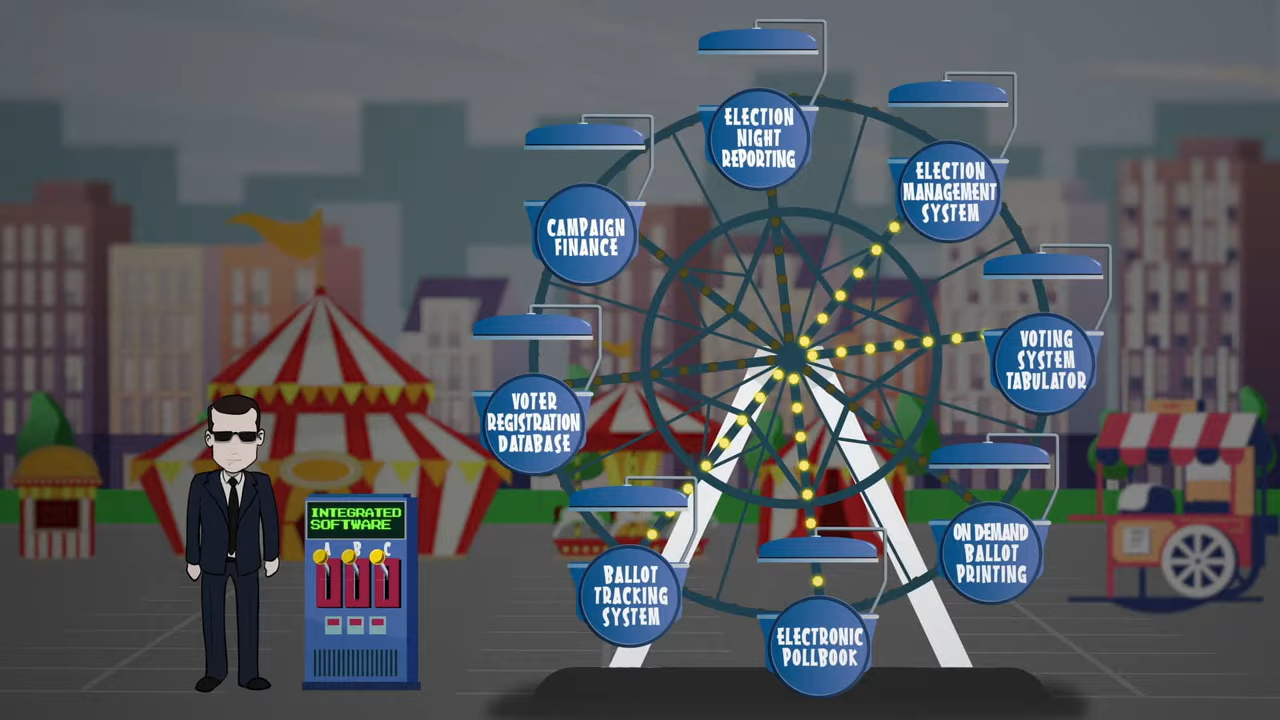 ELECTION
NIGHT
REPORTING
ELECTION
MANAGEMENT
SYSTEM
CAMPAIGN
FINANCE
VOTING
SYSTEM
TABULATOR
VOTER
REGISTRATION
DATABASE
ON DEMAND
BALLOT
PRINTING
BALLOT
TRACKING
SYSTEM
ELECTRONIC
POLLBOOK
INTEGRATED
SOFTWARE
A B C